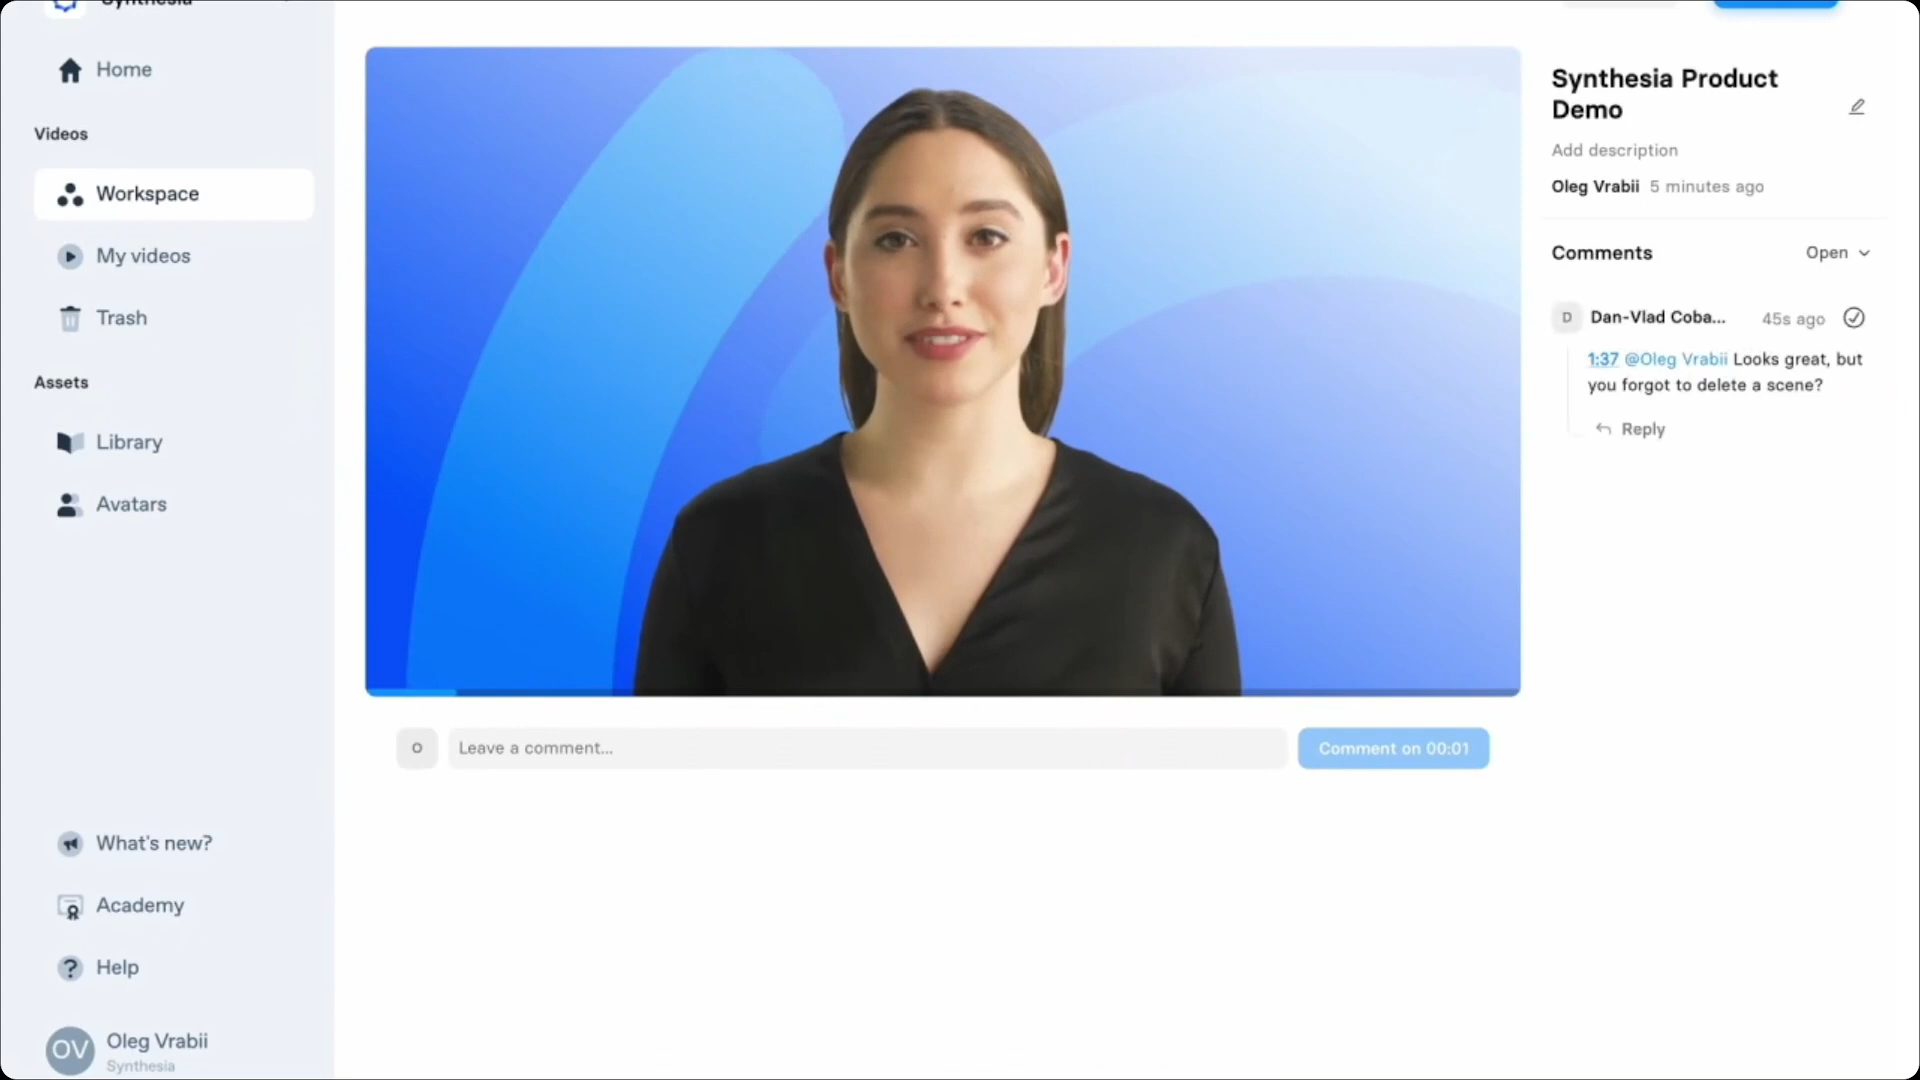 Synthesia
Home
Videos
Workspace
My videos
Trash
Assets
Library
Avatars
What's new?
Academy
Help
OV
Oleg Vrabii
Synthesia
O
Leave a comment...
Comment on 00:01
Synthesia Product
Demo
Add description
Oleg Vrabii 5 minutes ago
Comments
Open
D
Dan-Vlad Coba...
45s ago
1:37 @Oleg Vrabii Looks great, but
you forgot to delete a scene?
Reply